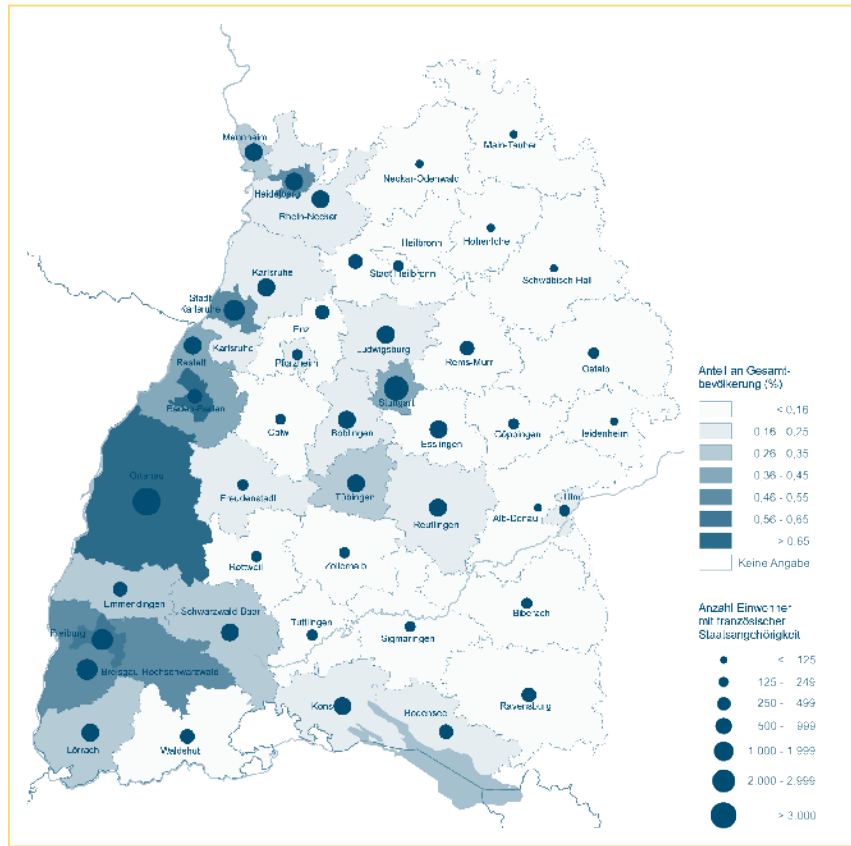 Mannheim
Main-Tauber
Neckar-Odenwald
Heidelberg
Rhein-Neckar
Hohenlohe
Heilbronn
Karlsruhe
Stadt Heilbronn
Schwäbisch Hall
Stadt
Karlsruhe
Enz
Karlsruhe
Ludwigsburg
Rastatt
Pforzheim
Rems-Murr
Ostalb
Baden-Baden
Stuttgart
Calw
Böblingen
Esslingen
Göppingen
Heidenheim
Ortenau
Freudenstadt
Tübingen
Reutlingen
Alb-Donau
Ulm
Rottweil
Zollernalb
Emmendingen
Schwarzwald Baar
Tuttlingen
Sigmaringen
Biberach
Freiburg
Breisgau Hochschwarzwald
Konst
Bodensee
Ravensburg
Lörrach
Waldshut
Anteil an Gesamt-
bevölkerung (%)
< 0,16
0,16 - 0,25
0,26 - 0,35
0,36 - 0,45
0,46 - 0,55
0,56 - 0,65
> 0,65
Keine Angabe
Anzahl Einwohner
mit französischer
Staatsangehörigkeit
< 125
125 - 249
250 - 499
500 - 999
1 000 - 1 999
2.000 - 2.999
> 3.000